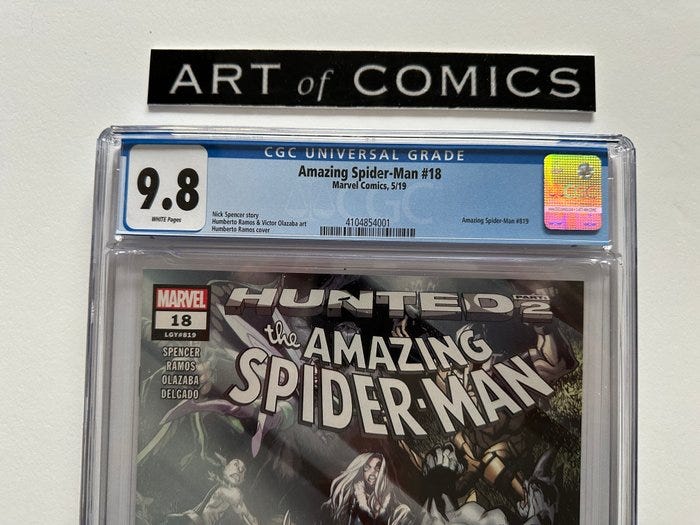 ART of COMICS
CGC UNIVERSAL GRADE
9.8
WHITE Pages
Amazing Spider-Man #18
Marvel Comics, 5/19
Nick Spencer story
Humberto Ramos & Victor Olazaba art
Humberto Ramos cover
4104854001
Amazing Spider-Man #819
CGC
MARVEL
18
LGY#819
SPENCER
RAMOS
OLAZABA
DELGADO
HUNTED PART 2
the AMAZING
SPIDER-MAN